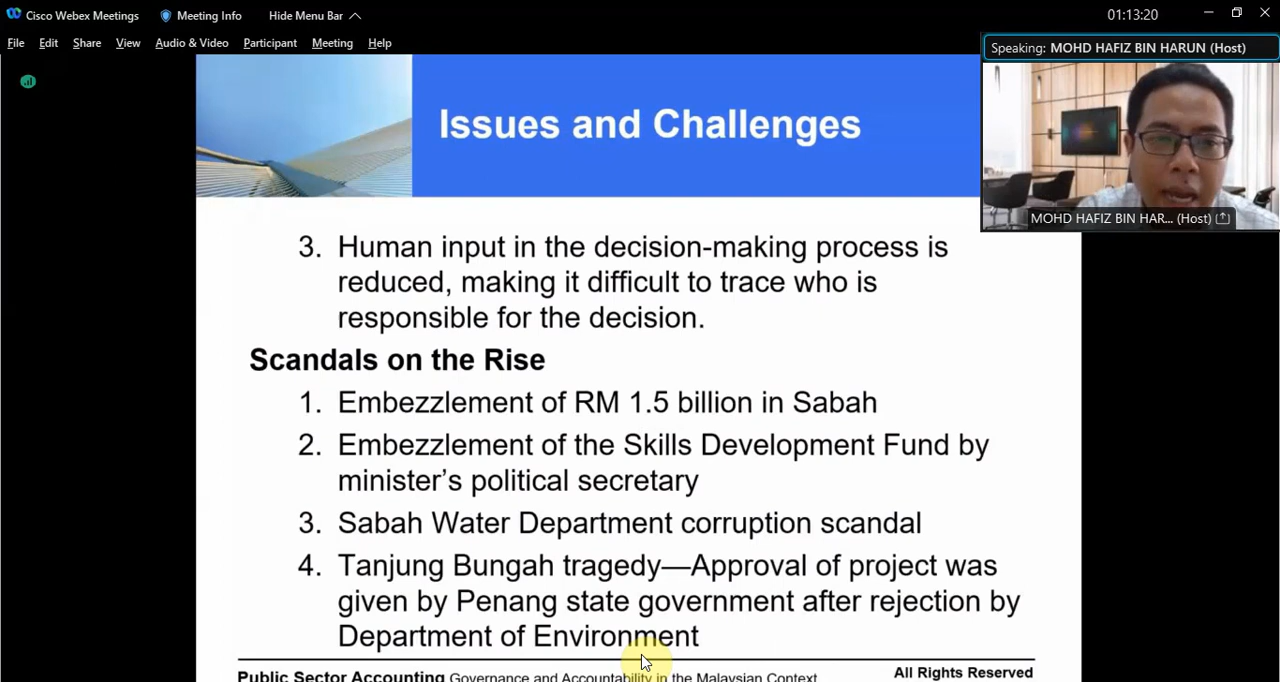 Cisco Webex Meetings
Meeting Info
Hide Menu Bar
01:13:20
File Edit Share View Audio & Video Participant Meeting Help
Speaking: MOHD HAFIZ BIN HARUN (Host)
MOHD HAFIZ BIN HAR... (Host)
Issues and Challenges
3. Human input in the decision-making process is
reduced, making it difficult to trace who is
responsible for the decision.
Scandals on the Rise
1. Embezzlement of RM 1.5 billion in Sabah
2. Embezzlement of the Skills Development Fund by
minister’s political secretary
3. Sabah Water Department corruption scandal
4. Tanjung Bungah tragedy—Approval of project was
given by Penang state government after rejection by
Department of Environment
Public Sector Accounting Governance and Accountability in the Malaysian Context
All Rights Reserved